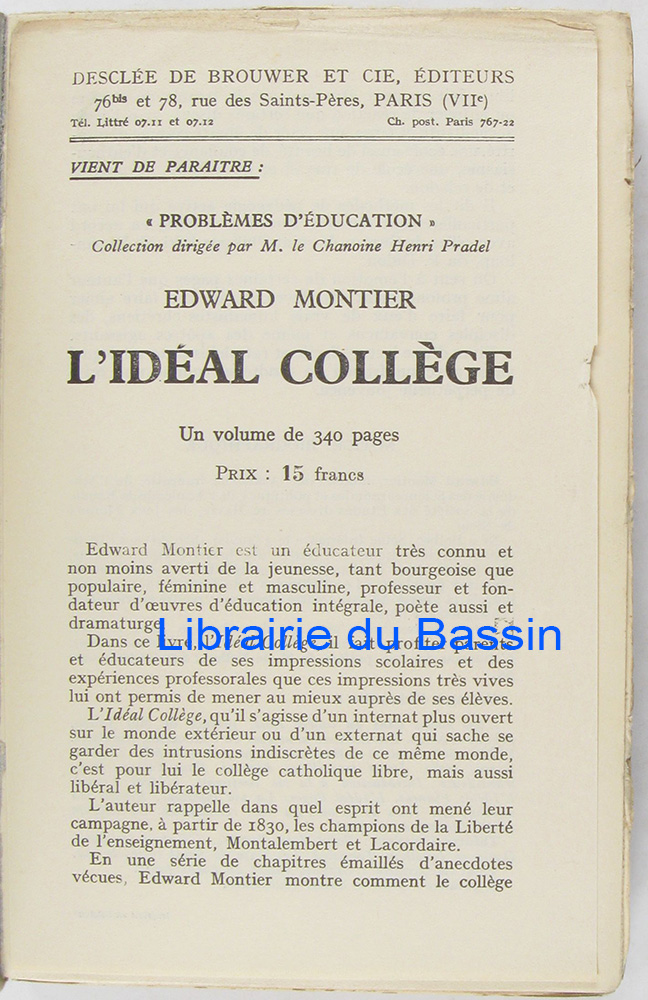 DESCLÉE DE BROUWER ET CIE, ÉDITEURS
76bis et 78, rue des Saints-Pères, PARIS (VIIe)
Tél. Littré 07.11 et 07.12 Ch. post. Paris 767-22
VIENT DE PARAITRE :
« PROBLÈMES D'ÉDUCATION »
Collection dirigée par M. le Chanoine Henri Pradel
EDWARD MONTIER
L'IDÉAL COLLÈGE
Un volume de 340 pages
PRIX : 15 francs
Edward Montier est un éducateur très connu et
non moins averti de la jeunesse, tant bourgeoise que
populaire, féminine et masculine, professeur et fon-
dateur d'œuvres d'éducation intégrale, poète aussi et
dramaturge
Librairie du Bassin
Dans ce livre, l'Idéal Collège, il fait profiter parents
et éducateurs de ses impressions scolaires et des
expériences professorales que ces impressions très vives
lui ont permis de mener au mieux auprès de ses élèves.
L'Idéal Collège, qu'il s'agisse d'un internat plus ouvert
sur le monde extérieur ou d'un externat qui sache se
garder des intrusions indiscrètes de ce même monde,
c'est pour lui le collège catholique libre, mais aussi
libéral et libérateur.
L'auteur rappelle dans quel esprit ont mené leur
campagne, à partir de 1830, les champions de la Liberté
de l'enseignement, Montalembert et Lacordaire.
En une série de chapitres émaillés d'anecdotes
vécues, Edward Montier montre comment le collège